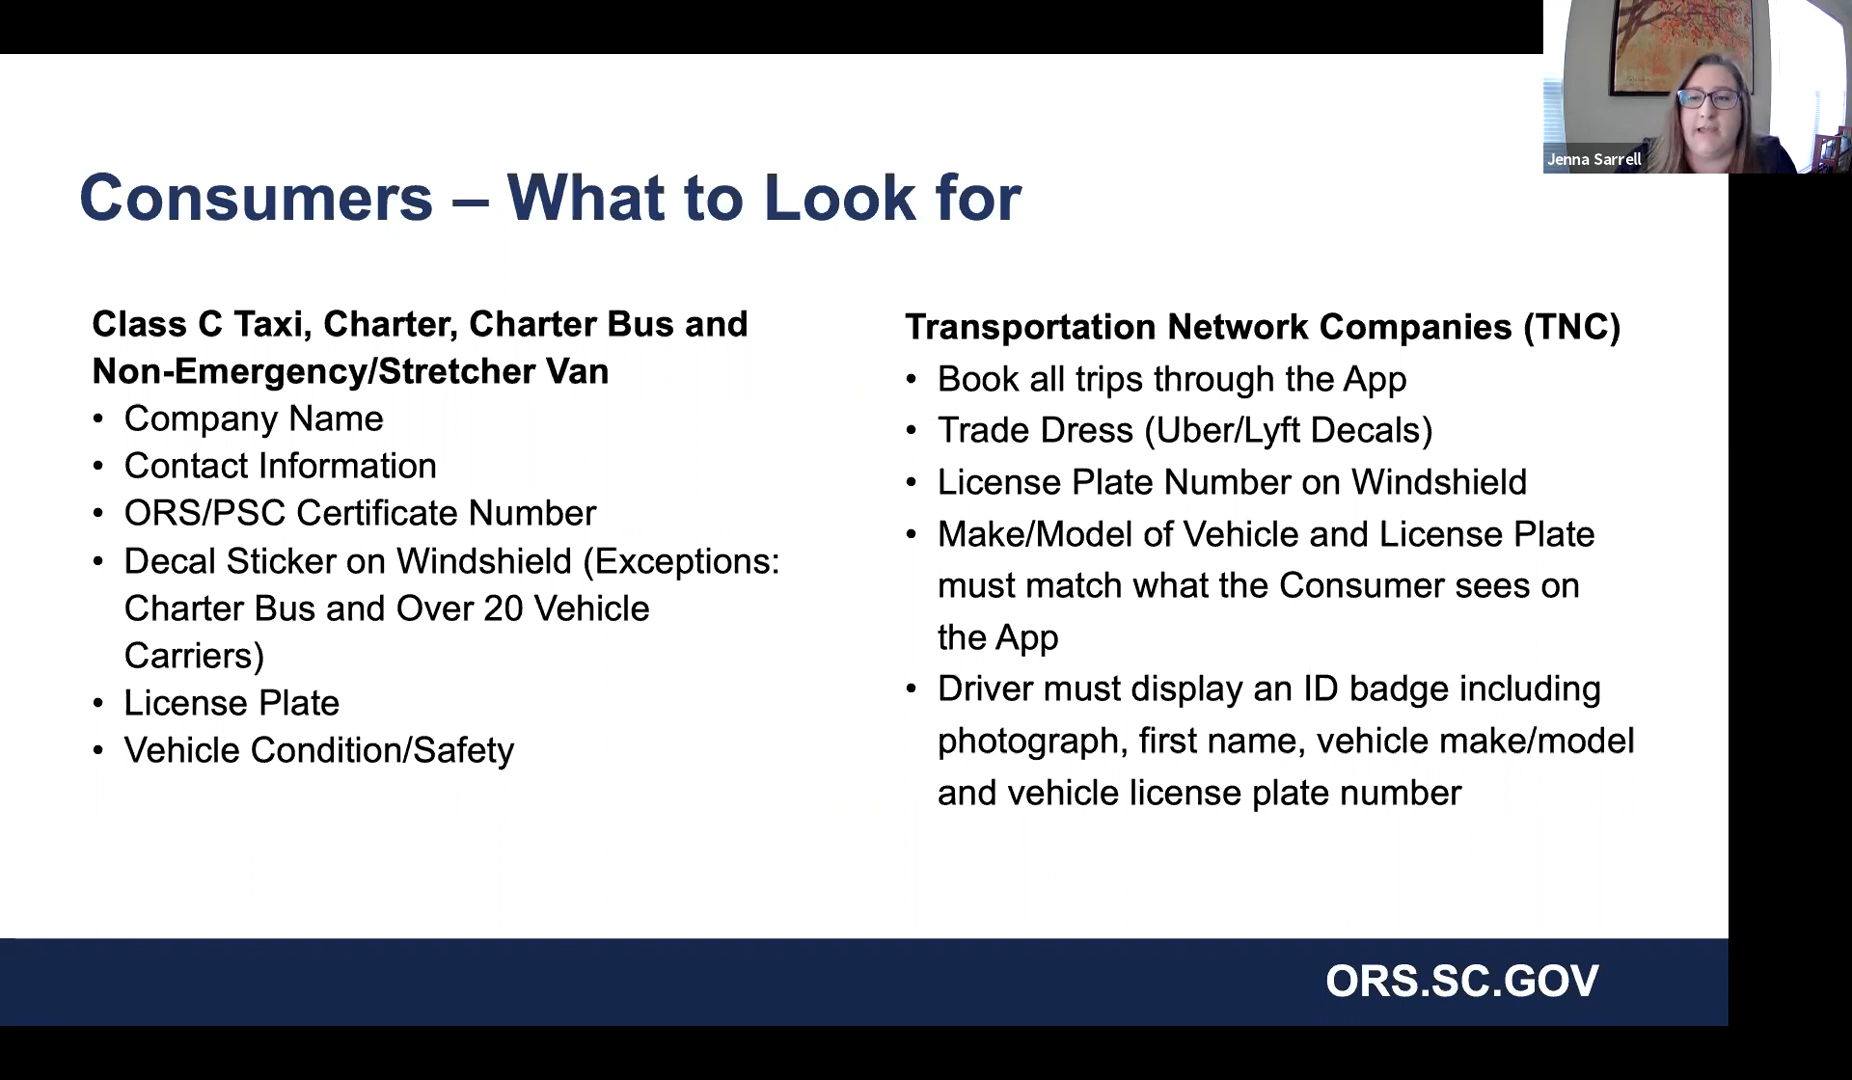 Jenna Sarrell
Consumers – What to Look for
Class C Taxi, Charter, Charter Bus and
Non-Emergency/Stretcher Van
• Company Name
• Contact Information
• ORS/PSC Certificate Number
• Decal Sticker on Windshield (Exceptions:
Charter Bus and Over 20 Vehicle
Carriers)
• License Plate
• Vehicle Condition/Safety
Transportation Network Companies (TNC)
• Book all trips through the App
• Trade Dress (Uber/Lyft Decals)
• License Plate Number on Windshield
• Make/Model of Vehicle and License Plate
must match what the Consumer sees on
the App
• Driver must display an ID badge including
photograph, first name, vehicle make/model
and vehicle license plate number
ORS.SC.GOV